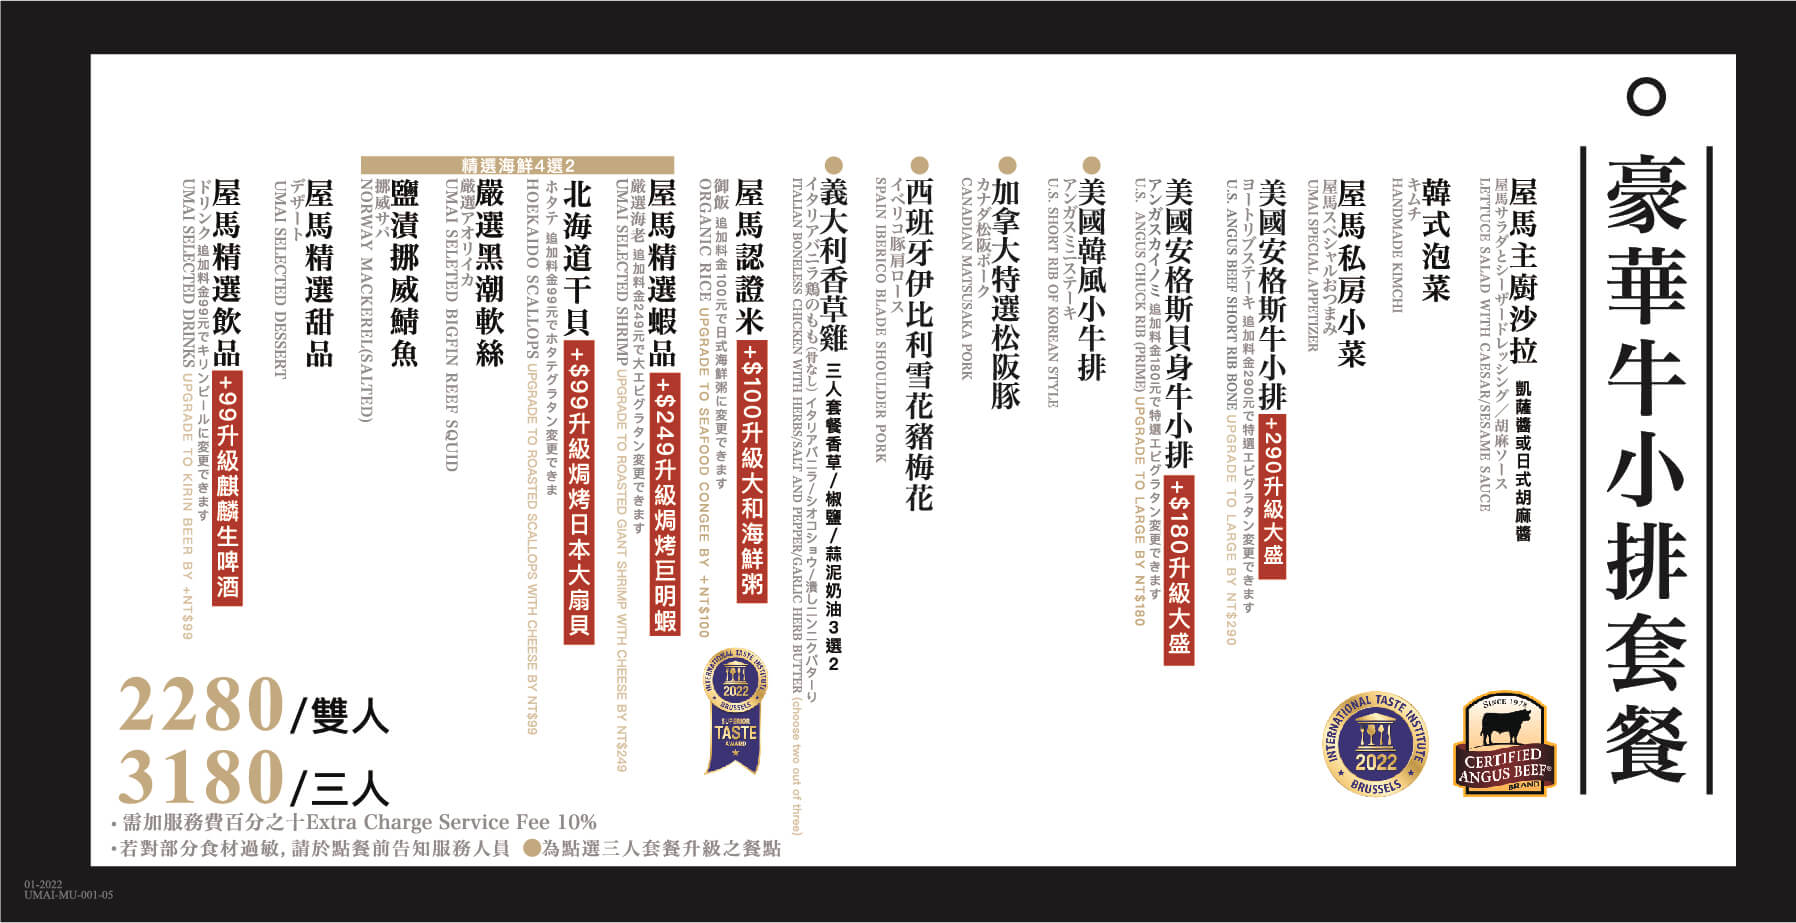 豪華牛小排套餐
屋馬主廚沙拉 凱薩醬或日式胡麻醬
屋馬サラダとシーザードレッシング／胡麻ソース
LETTUCE SALAD WITH CAESAR/SESAME SAUCE
韓式泡菜
キムチ
HANDMADE KIMCHI
屋馬私房小菜
屋馬スペシャルおつまみ
UMAI SPECIAL APPETIZER
美國安格斯牛小排 +290升級大盛
ヨートリブステーキ 追加料金290元で特選エビグラタン変更できます
U.S. ANGUS BEEF SHORT RIB BONE UPGRADE TO LARGE BY NT$290
美國安格斯貝身牛小排 +$180升級大盛
アンガスカイノミ 追加料金180元で特選エビグラタン変更できます
U.S. ANGUS CHUCK RIB (PRIME) UPGRADE TO LARGE BY NT$180
美國韓風小牛排
アンガスミニステーキ
U.S. SHORT RIB OF KOREAN STYLE
加拿大特選松阪豚
カナダ松阪ポーク
CANADIAN MATSUSAKA PORK
西班牙伊比利雪花豬梅花
イベリコ豚肩ロース
SPAIN IBERICO BLADE SHOULDER PORK
義大利香草雞 三人套餐香草/椒鹽/蒜泥奶油3選2
イタリアバニラ鶏のもも(骨なし) イタリアバニラ/シオコショウ/潰しニンニクバターり
ITALIAN BONELESS CHICKEN WITH HERBS/SALT AND PEPPER/GARLIC HERB BUTTER (choose two out of three)
屋馬認證米 +$100升級大和海鮮粥
御飯 追加料金100元で日式海鮮粥に変更できます
ORGANIC RICE UPGRADE TO SEAFOOD CONGEE BY +NT$100
精選海鮮4選2
屋馬精選蝦品 +$249升級焗烤巨明蝦
厳選海老 追加料金249元で大エビグラタン変更できます
UMAI SELECTED SHRIMP UPGRADE TO ROASTED GIANT SHRIMP WITH CHEESE BY NT$249
北海道干貝 +$99升級焗烤日本大扇貝
ホタテ 追加料金99元でホタテグラタン変更できま
HOEKAIDO SCALLOPS UPGRADE TO ROASTED SCALLOPS WITH CHEESE BY NT$99
嚴選黑潮軟絲
厳選アオリイカ
UMAI SELETED BIGFIN REEF SQUID
鹽漬挪威鯖魚
挪威サバ
NORWAY MACKEREL(SALTED)
屋馬精選甜品
デザート
UMAI SELECTED DESSERT
屋馬精選飲品 +99升級麒麟生啤酒
ドリンク 追加料金99元でキリンビールに変更できます
UMAI SELECTED DRINKS UPGRADE TO KIRIN BEER BY +NT$99
INTERNATIONAL TASTE INSTITUTE
2022
BRUSSELS
SUPERIOR
TASTE
AWARD
INTERNATIONAL TASTE INSTITUTE
2022
BRUSSELS
SINCE 1978
CERTIFIED
ANGUS BEEF®
BRAND
2280/雙人
3180/三人
・需加服務費百分之十Extra Charge Service Fee 10%
・若對部分食材過敏, 請於點餐前告知服務人員 ●為點選三人套餐升級之餐點
01-2022
UMAI-MU-001-05